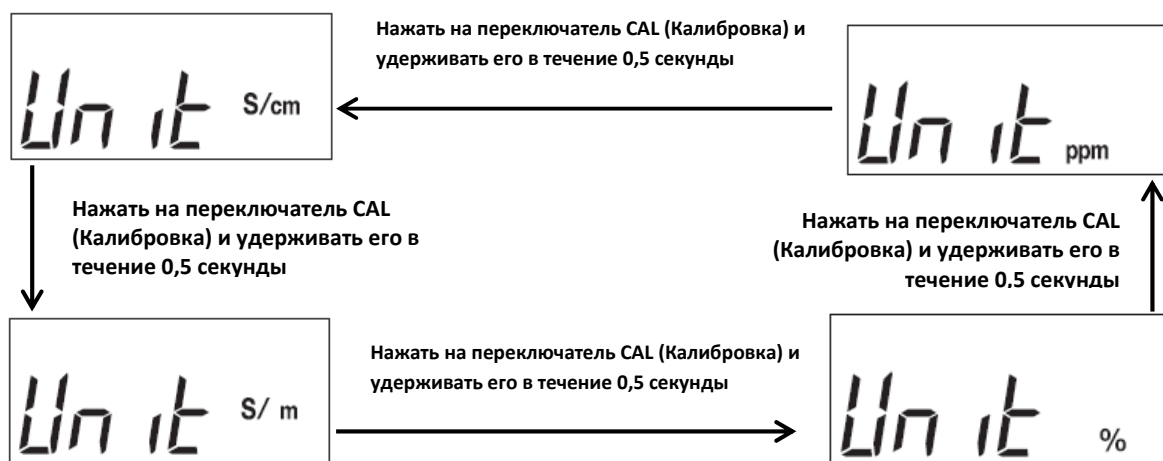 Нажать на переключатель CAL (Калибровка) и
удерживать его в течение 0,5 секунды
Unit S/cm
Unit ppm
Нажать на переключатель CAL
(Калибровка) и удерживать его в
течение 0,5 секунды
Нажать на переключатель CAL
(Калибровка) и удерживать его в
течение 0,5 секунды
Нажать на переключатель CAL (Калибровка) и
удерживать его в течение 0,5 секунды
Unit S/ m
Unit %